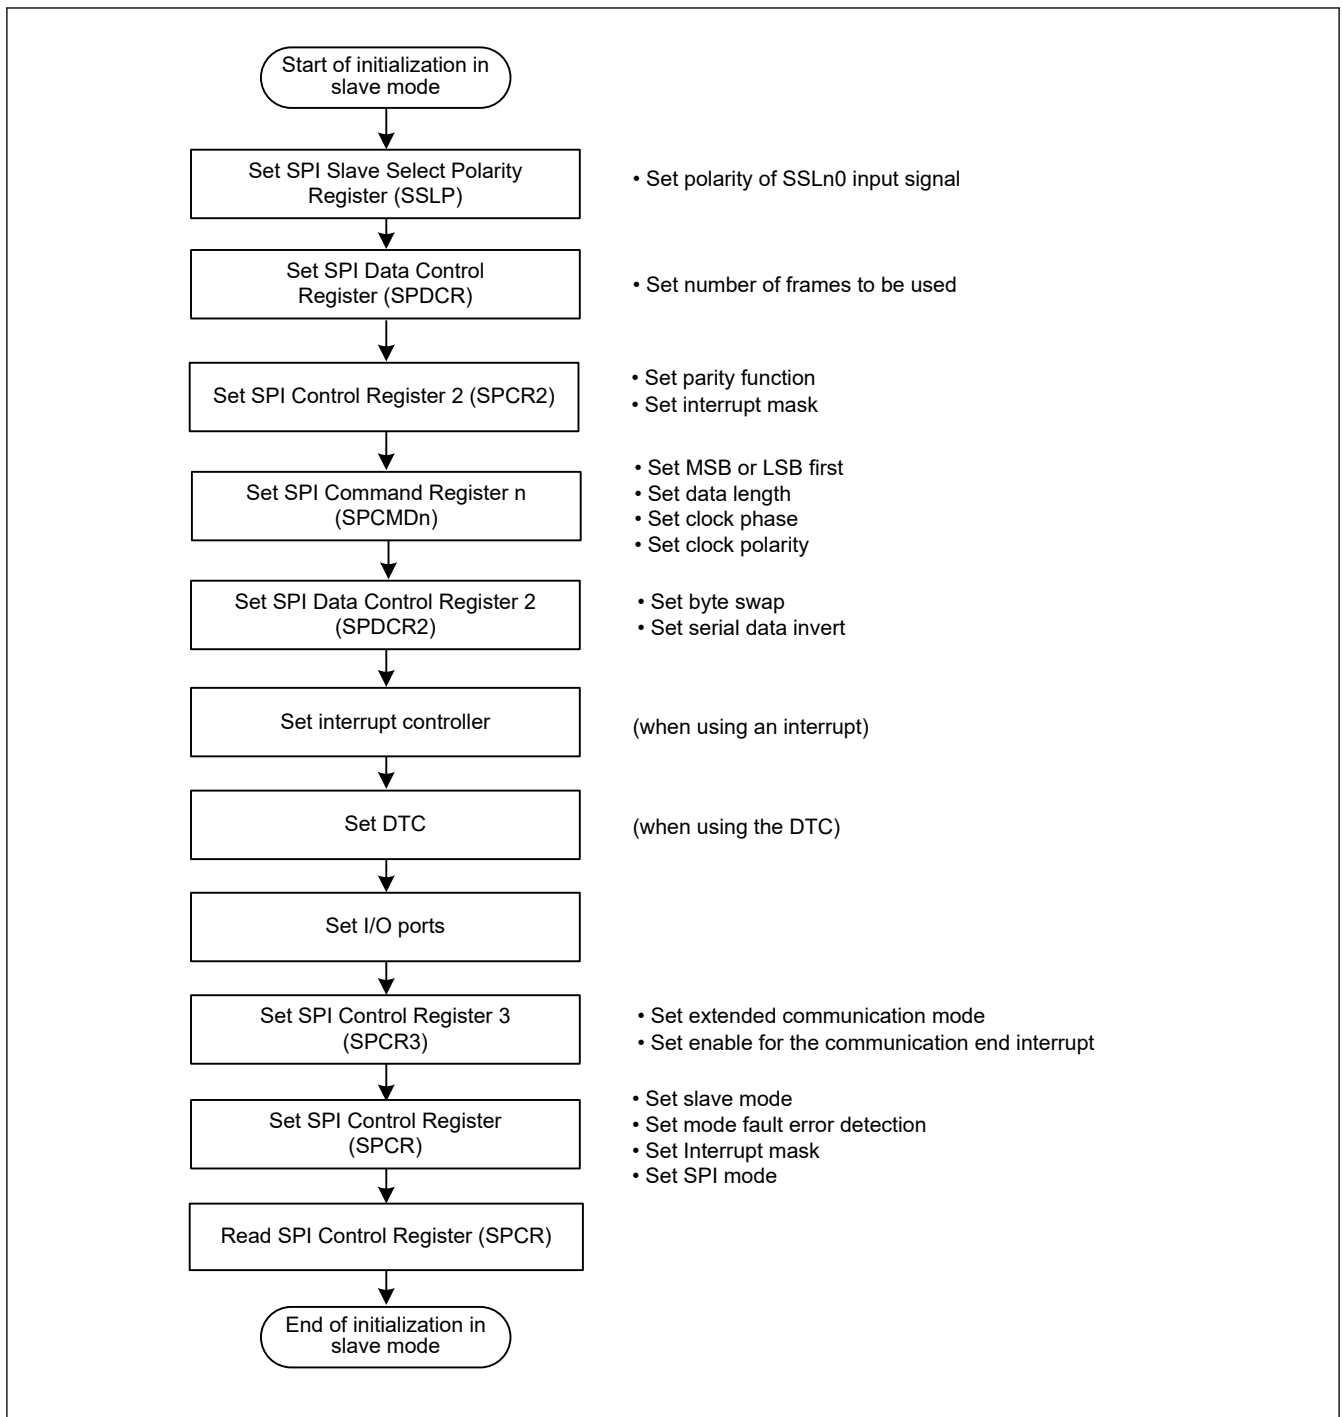 Start of initialization in
slave mode
Set SPI Slave Select Polarity
Register (SSLP)
• Set polarity of SSLn0 input signal
Set SPI Data Control
Register (SPDCR)
• Set number of frames to be used
Set SPI Control Register 2 (SPCR2)
• Set parity function
• Set interrupt mask
Set SPI Command Register n
(SPCMDn)
• Set MSB or LSB first
• Set data length
• Set clock phase
• Set clock polarity
Set SPI Data Control Register 2
(SPDCR2)
• Set byte swap
• Set serial data invert
Set interrupt controller
(when using an interrupt)
Set DTC
(when using the DTC)
Set I/O ports
Set SPI Control Register 3
(SPCR3)
• Set extended communication mode
• Set enable for the communication end interrupt
Set SPI Control Register
(SPCR)
• Set slave mode
• Set mode fault error detection
• Set Interrupt mask
• Set SPI mode
Read SPI Control Register (SPCR)
End of initialization in
slave mode